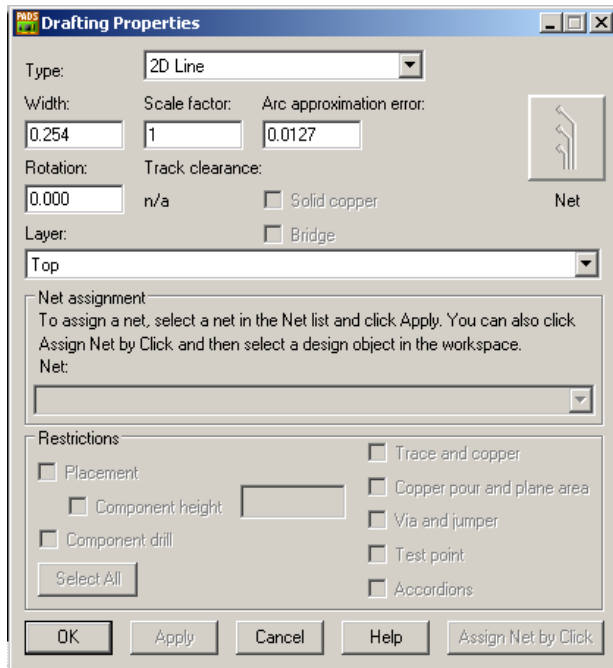 PADS Drafting Properties
Type: 2D Line
Width: Scale factor: Arc approximation error:
0.254 1 0.0127
Rotation: Track clearance:
0.000 n/a Solid copper Net
Layer: Bridge
Top
Net assignment
To assign a net, select a net in the Net list and click Apply. You can also click
Assign Net by Click and then select a design object in the workspace.
Net:
Restrictions
Trace and copper
Placement
Copper pour and plane area
Component height
Via and jumper
Component drill
Test point
Select All
Accordions
OK Apply Cancel Help Assign Net by Click